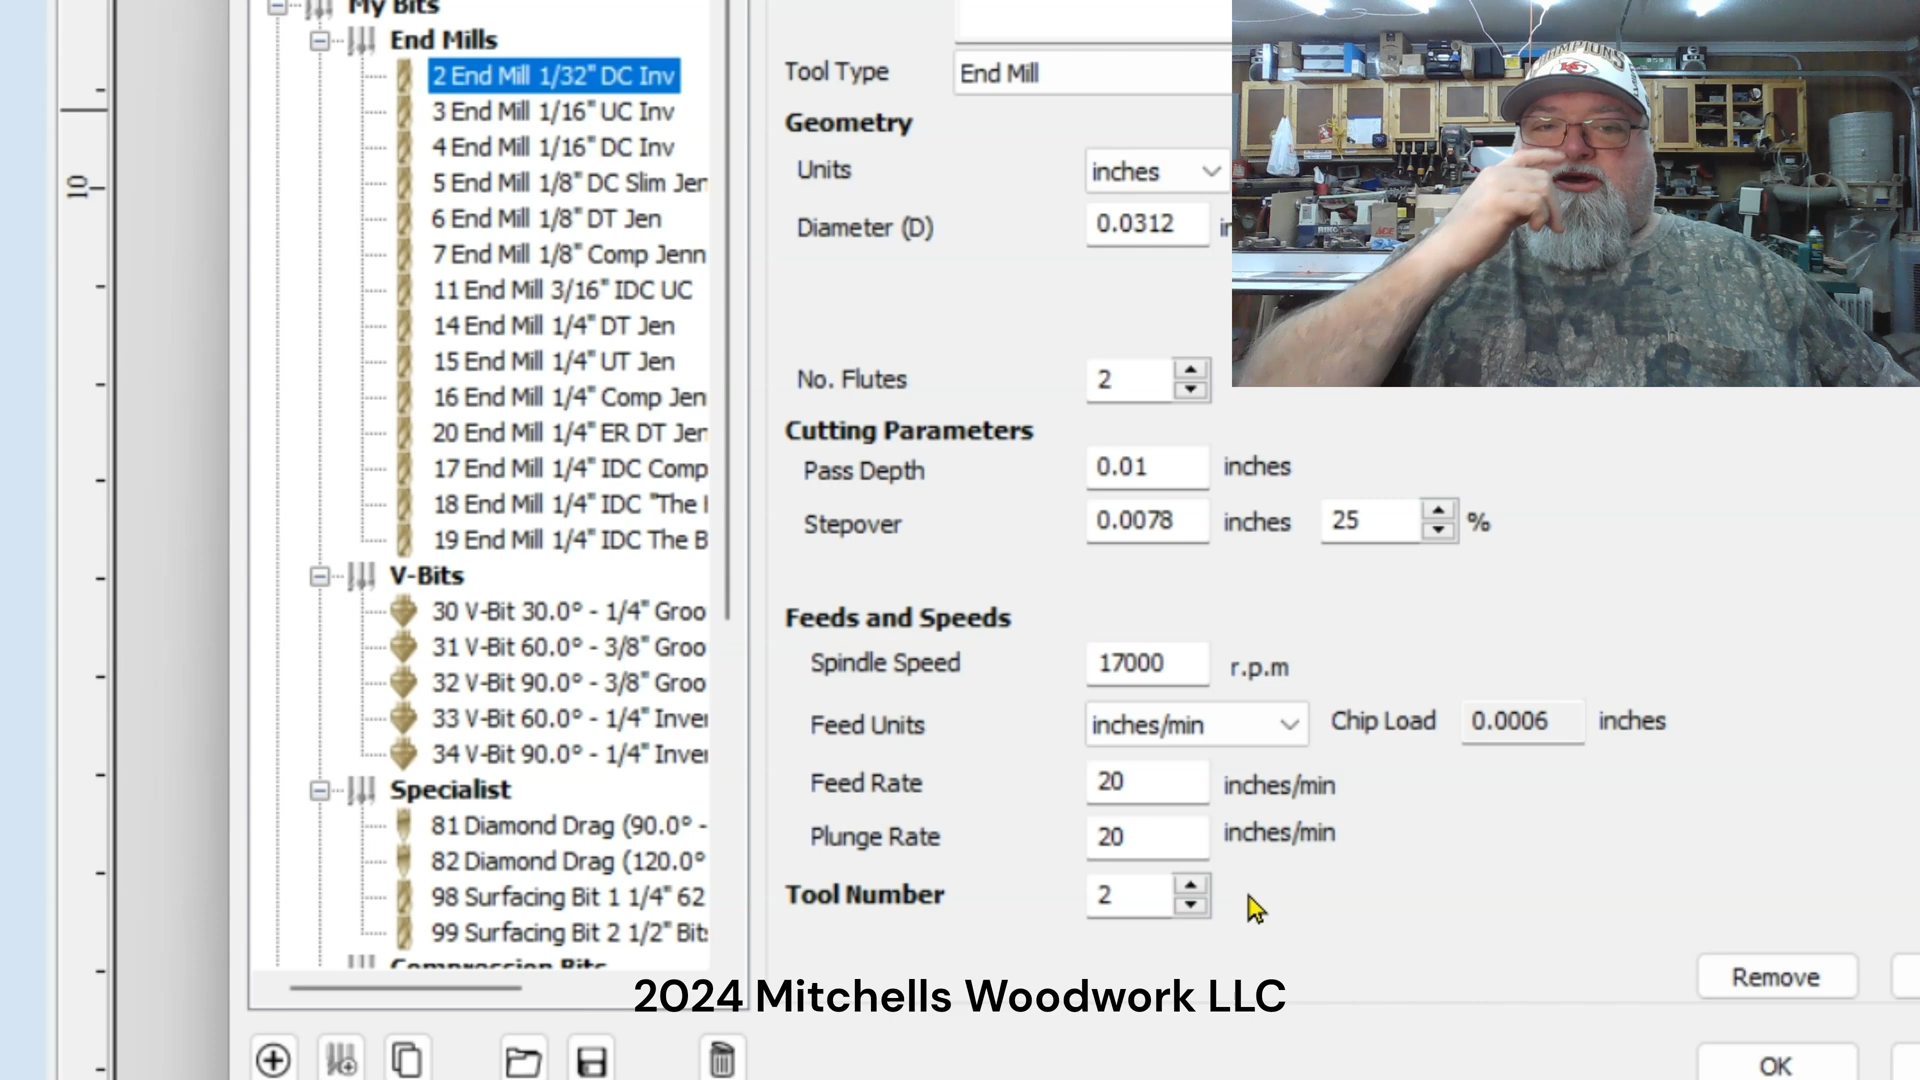 My Bits
End Mills
2 End Mill 1/32" DC Inv
3 End Mill 1/16" UC Inv
4 End Mill 1/16" DC Inv
5 End Mill 1/8" DC Slim Jen
6 End Mill 1/8" DT Jen
7 End Mill 1/8" Comp Jenn
11 End Mill 3/16" IDC UC
14 End Mill 1/4" DT Jen
15 End Mill 1/4" UT Jen
16 End Mill 1/4" Comp Jen
20 End Mill 1/4" ER DT Jen
17 End Mill 1/4" IDC Comp
18 End Mill 1/4" IDC "The
19 End Mill 1/4" IDC The B
V-Bits
30 V-Bit 30.0° - 1/4" Groo
31 V-Bit 60.0° - 3/8" Groo
32 V-Bit 90.0° - 3/8" Groo
33 V-Bit 60.0° - 1/4" Inver
34 V-Bit 90.0° - 1/4" Inver
Specialist
81 Diamond Drag (90.0° -
82 Diamond Drag (120.0°
98 Surfacing Bit 1 1/4" 62
99 Surfacing Bit 2 1/2" Bits
Compression Bits
10
Tool Type End Mill
Geometry
Units inches
Diameter (D) 0.0312
No. Flutes 2
Cutting Parameters
Pass Depth 0.01 inches
Stepover 0.0078 inches 25 %
Feeds and Speeds
Spindle Speed 17000 r.p.m
Feed Units inches/min Chip Load 0.0006 inches
Feed Rate 20 inches/min
Plunge Rate 20 inches/min
Tool Number 2
Remove
OK
CHAMPIONS
KC
ACE
2024 Mitchells Woodwork LLC